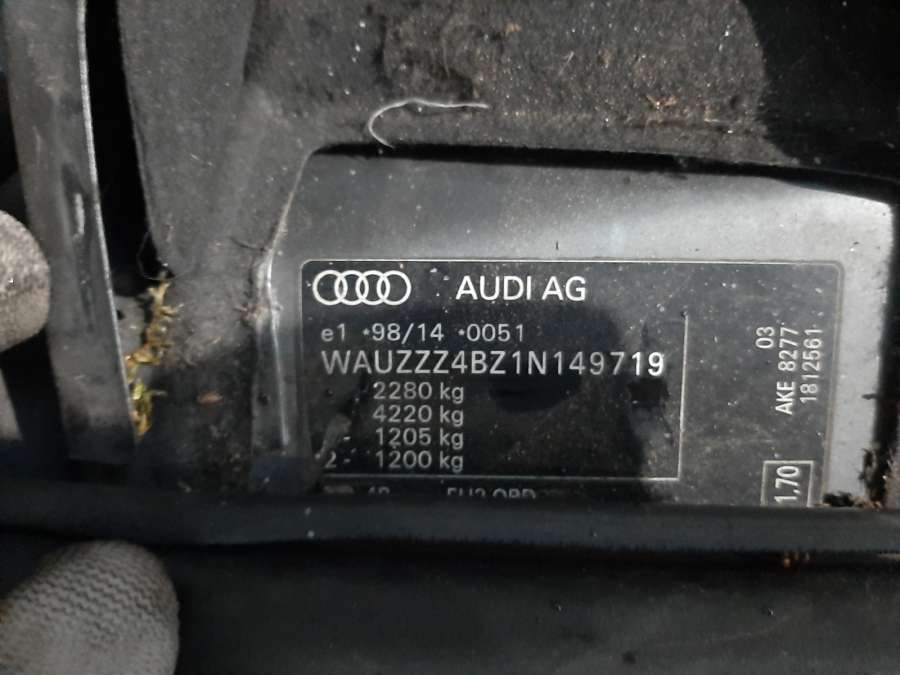 AUDI AG
e1 *98/14 *0051
WAUZZZ4BZ1N149719
2280 kg
4220 kg
- 1205 kg
2- 1200 kg
03
AKE 8277
1812561
1.70